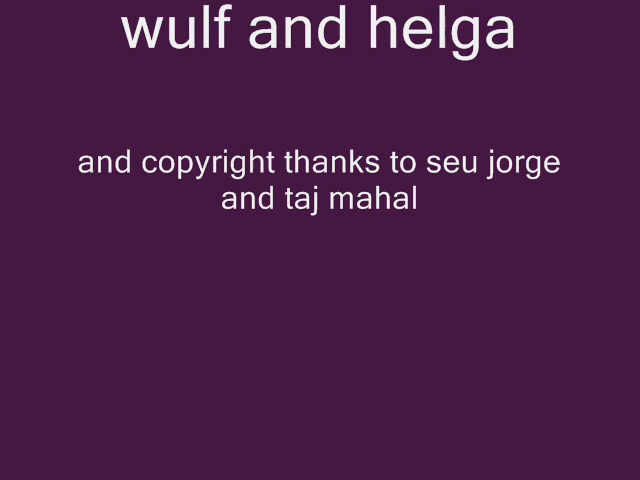 wulf and helga
and copyright thanks to seu jorge
and taj mahal